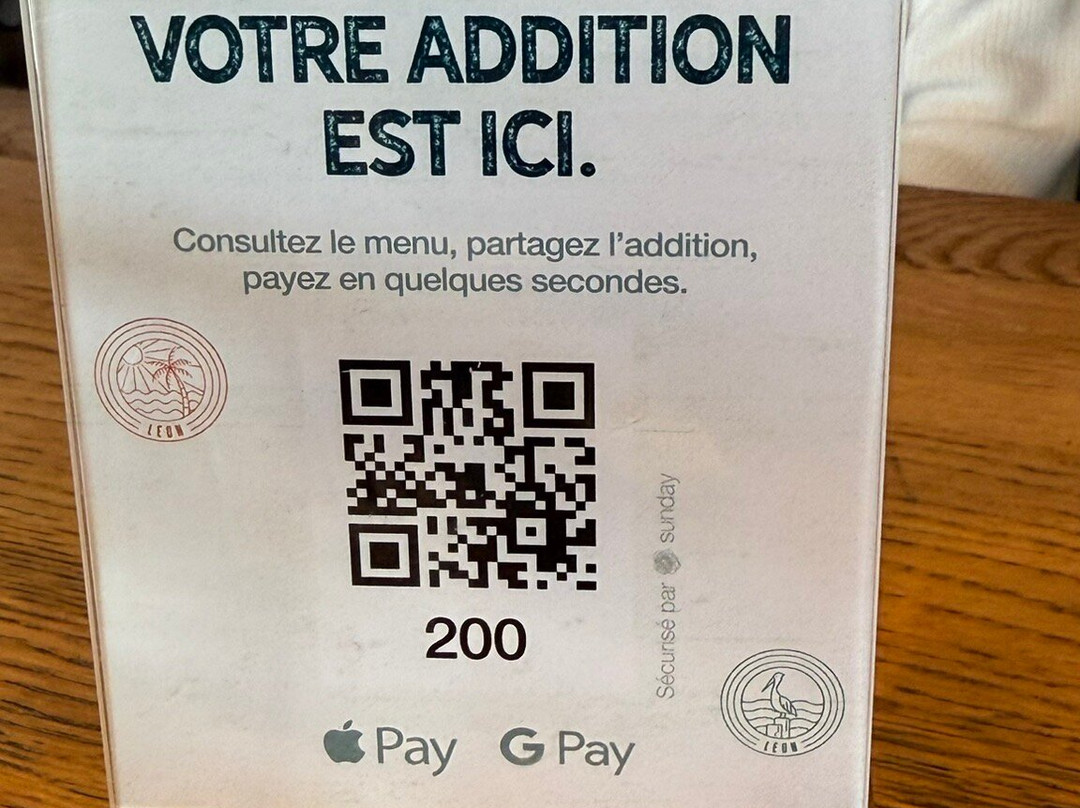 VOTRE ADDITION
EST ICI.
Consultez le menu, partagez l'addition,
payez en quelques secondes.
LEON
Sécurisé par sunday
200
LEON
Pay
G Pay